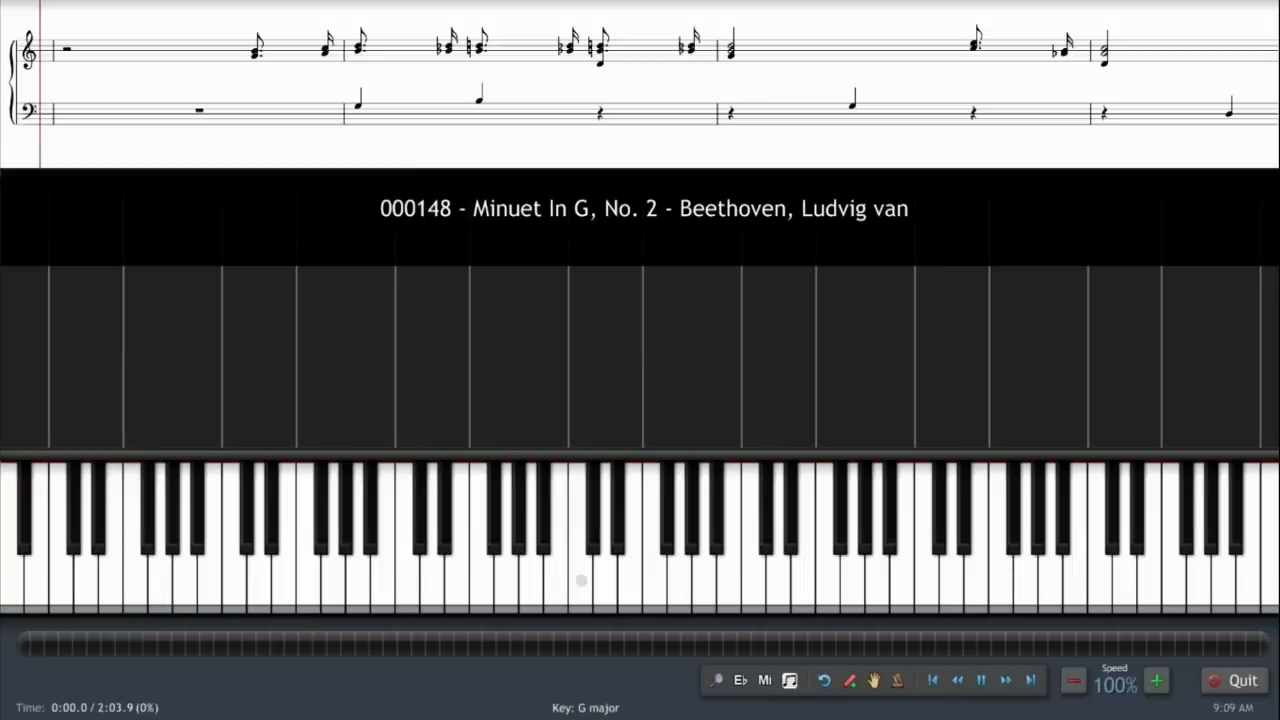 000148 - Minuet In G, No. 2 - Beethoven, Ludvig van
E♭ Mi
Speed
100%
Quit
Time: 0:00.0 / 2:03.9 (0%)
Key: G major
9:09 AM